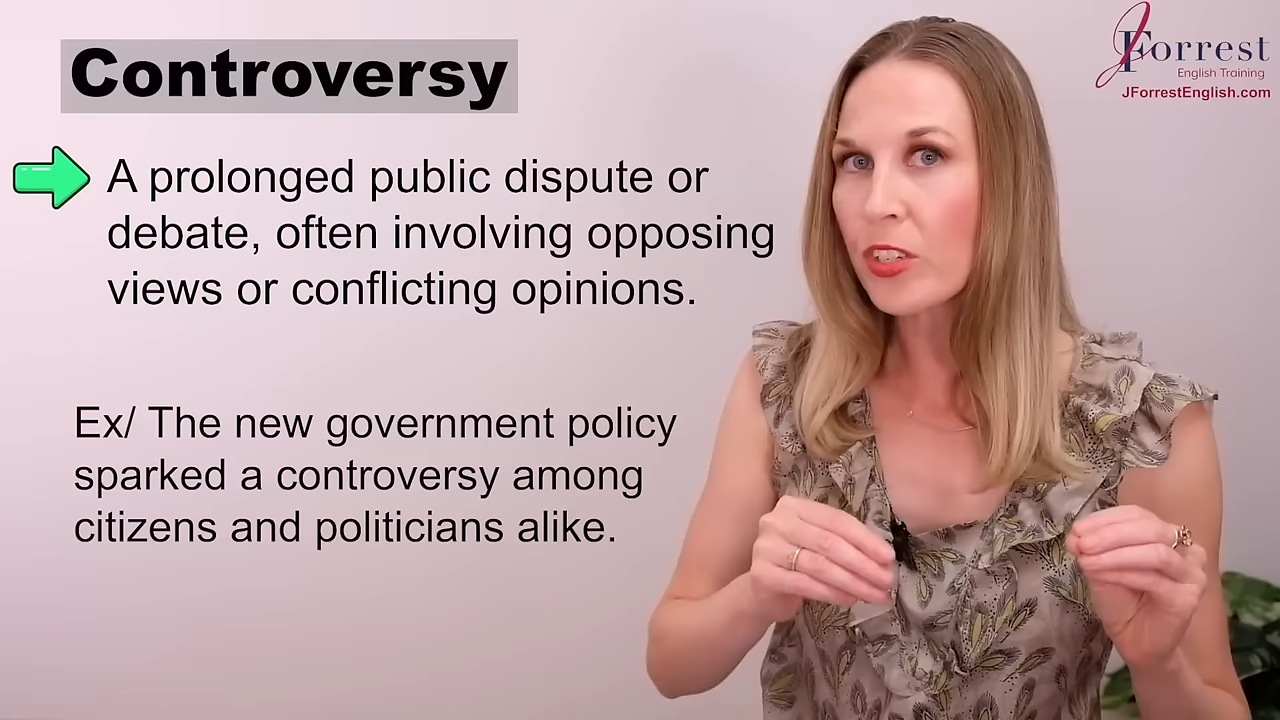 Controversy
A prolonged public dispute or
debate, often involving opposing
views or conflicting opinions.
Ex/ The new government policy
sparked a controversy among
citizens and politicians alike.
JForrest
English Training
JForrestEnglish.com